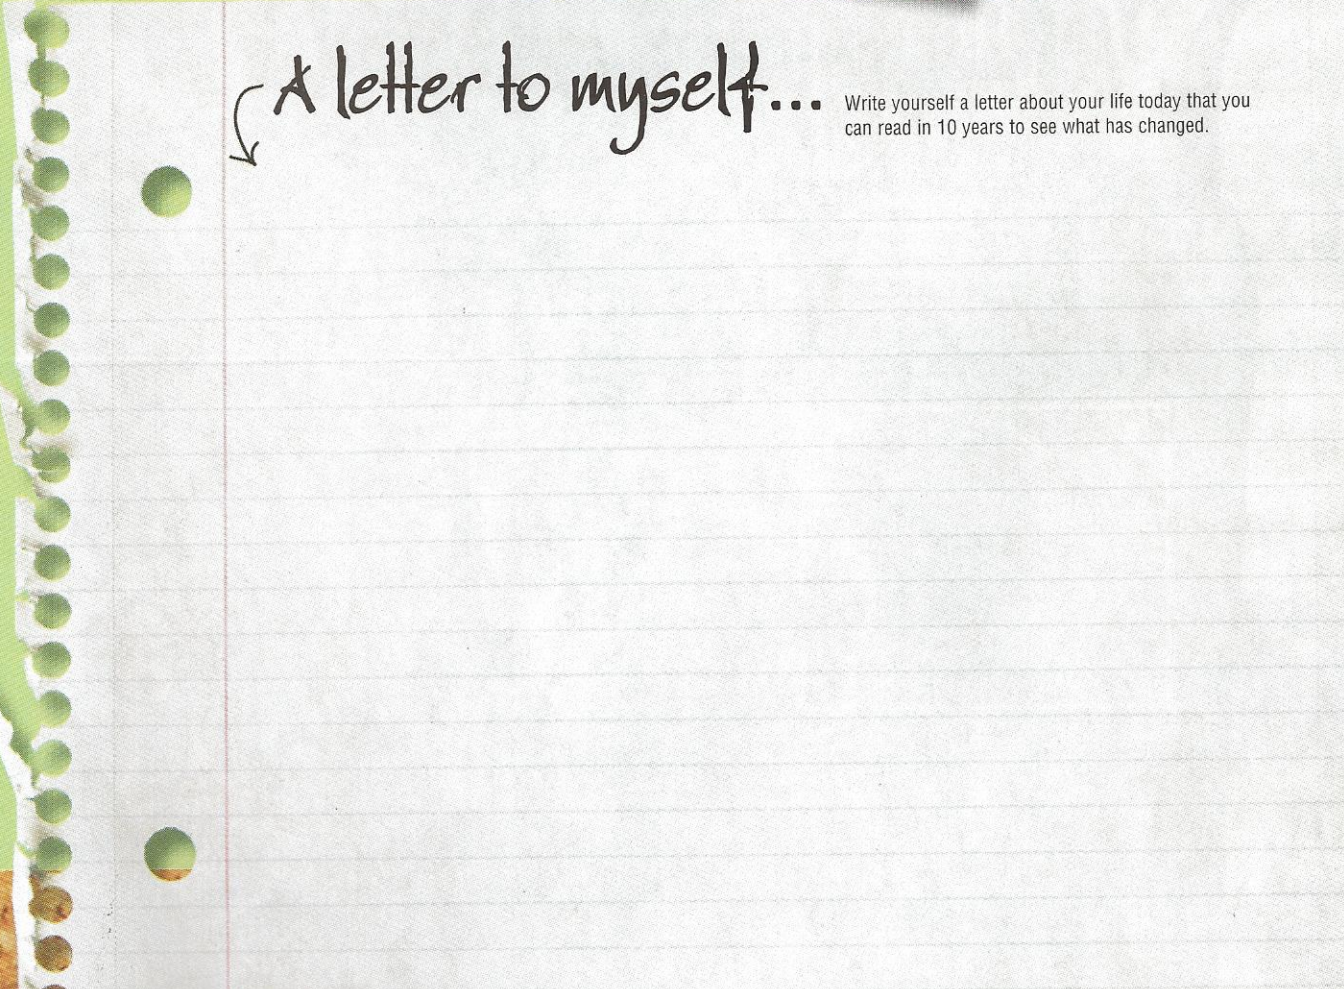 A letter to myself...
Write yourself a letter about your life today that you
can read in 10 years to see what has changed.